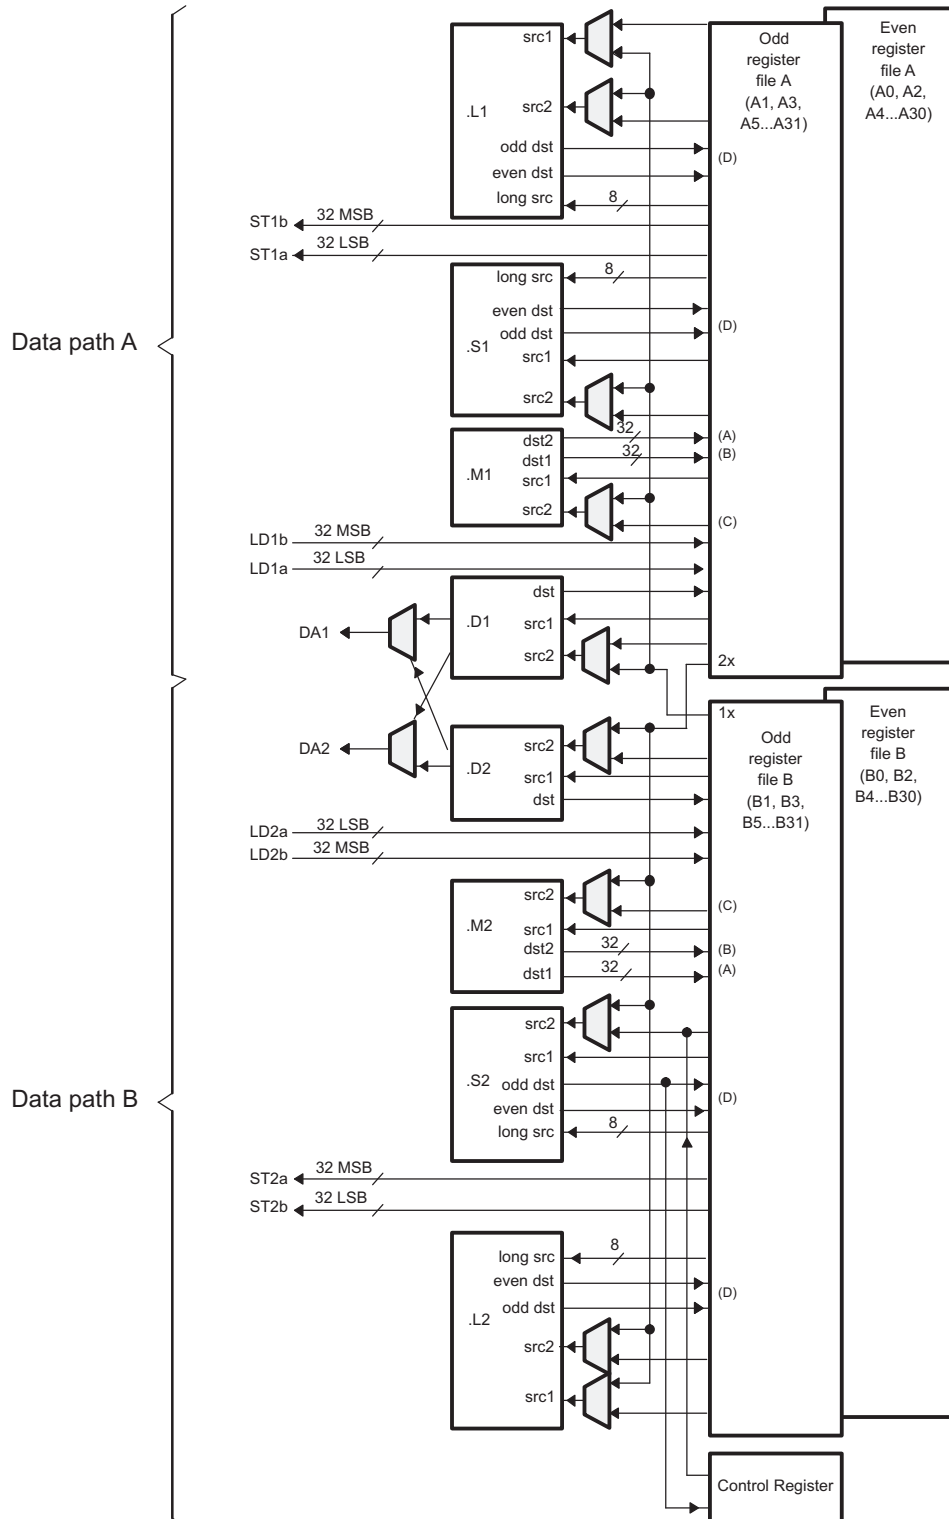 src1
Odd
register
file A
(A1, A3,
A5...A31)
Even
register
file A
(A0, A2,
A4...A30)
.L1
src2
odd dst
(D)
even dst
long src
8
ST1b
32 MSB
ST1a
32 LSB
long src
8
even dst
(D)
odd dst
.S1
src1
src2
Data path A
dst2
32
(A)
dst1
32
(B)
.M1
src1
src2
(C)
LD1b
32 MSB
LD1a
32 LSB
dst
.D1
src1
src2
DA1
2x
1x
Odd
register
file B
(B1, B3,
B5...B31)
Even
register
file B
(B0, B2,
B4...B30)
DA2
src2
.D2
src1
dst
LD2a
32 LSB
LD2b
32 MSB
src2
(C)
.M2
src1
dst2
32
(B)
dst1
32
(A)
src2
src1
.S2
odd dst
(D)
even dst
long src
8
Data path B
ST2a
32 MSB
ST2b
32 LSB
long src
8
even dst
(D)
odd dst
.L2
src2
src1
Control Register